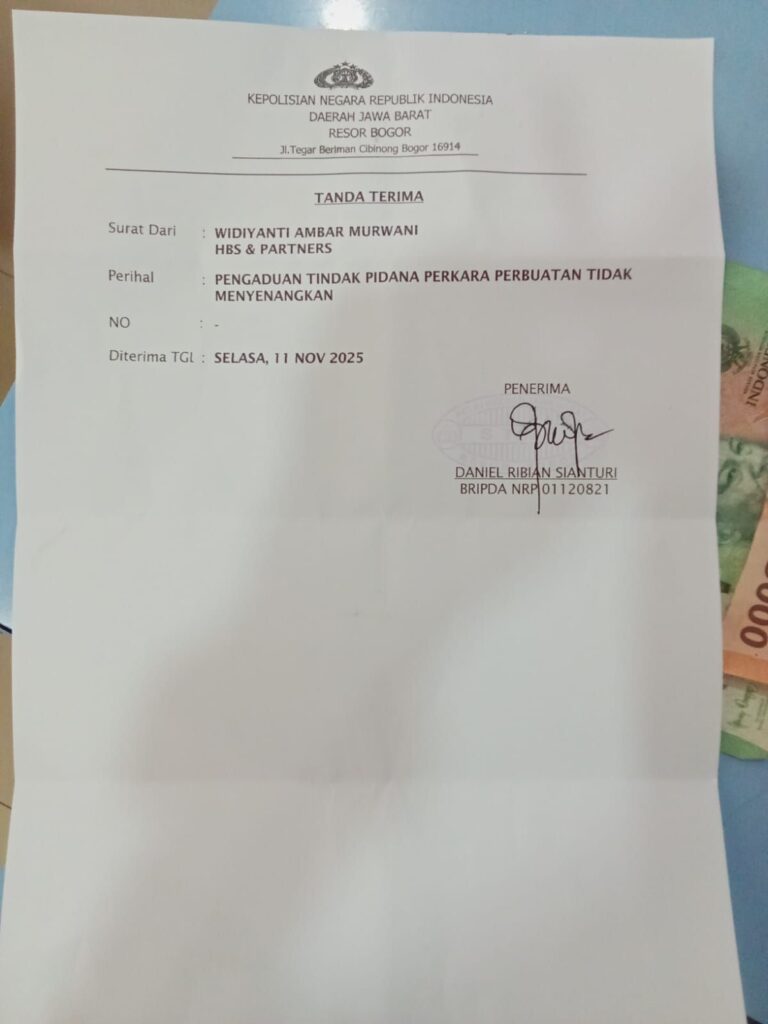 KEPOLISIAN NEGARA REPUBLIK INDONESIA
DAERAH JAWA BARAT
RESOR BOGOR
Jl.Tegar Beriman Cibinong Bogor 16914
TANDA TERIMA
Surat Dari : WIDIYANTI AMBAR MURWANI
HBS & PARTNERS
Perihal : PENGADUAN TINDAK PIDANA PERKARA PERBUATAN TIDAK
MENYENANGKAN
NO : -
Diterima TGL : SELASA, 11 NOV 2025
PENERIMA
DANIEL RIBIAN SIANTURI
BRIPDA NRP 01120821
INDONE
000